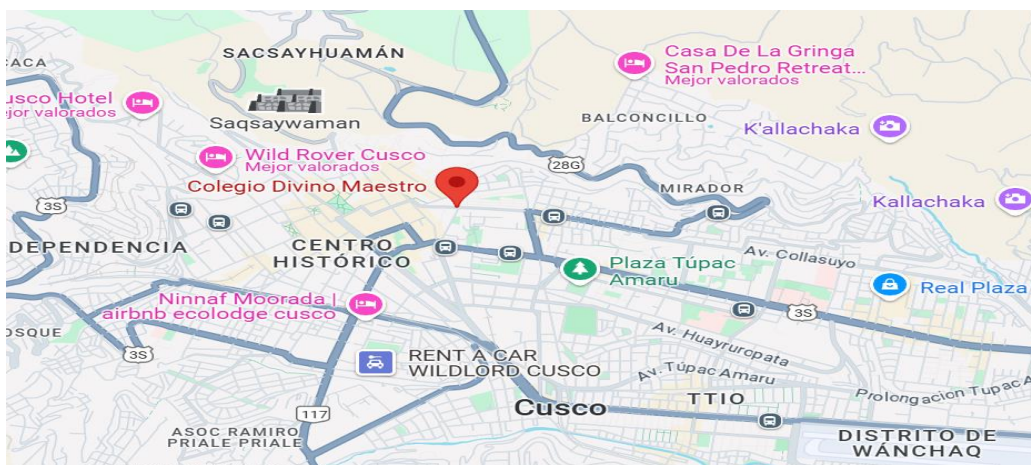 SACSAYHUAMÁN
Casa De La Gringa
San Pedro Retreat...
Mejor valorados
ACA
usco Hotel
ejor valorados
Saqsaywaman
BALCONCILLO
K'allachaka
Wild Rover Cusco
Mejor valorados
28G
Colegio Divino Maestro
MIRADOR
3S
Kallachaka
DEPENDENCIA
CENTRO
HISTÓRICO
Av. Collasuyo
Plaza Túpac
Amaru
Real Plaza
Ninnaf Moorada |
airbnb ecolodge cusco
3S
OSQUE
Av. Huayruropata
3S
RENT A CAR
WILDLORD CUSCO
Av. Túpac Amaru
Prolongacion Tupac A
TTIO
Cusco
117
ASOC RAMIRO
PRIALE PRIALE
DISTRITO DE
WÁNCHAQ